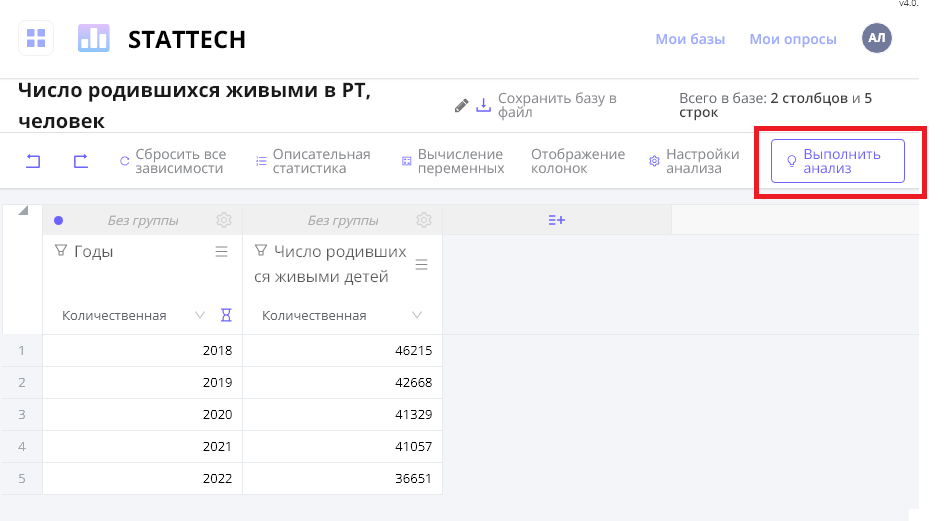 v4.0.
STATTECH
Мои базы
Мои опросы
АЛ
Число родившихся живыми в РТ,
человек
Сохранить базу в
файл
Всего в базе: 2 столбцов и 5
строк
Сбросить все
зависимости
Описательная
статистика
Вычисление
переменных
Отображение
колонок
Настройки
анализа
Выполнить
анализ
Без группы
Без группы
Годы
Число родивших
ся живыми детей
Количественная
Количественная
1 2018 46215
2 2019 42668
3 2020 41329
4 2021 41057
5 2022 36651